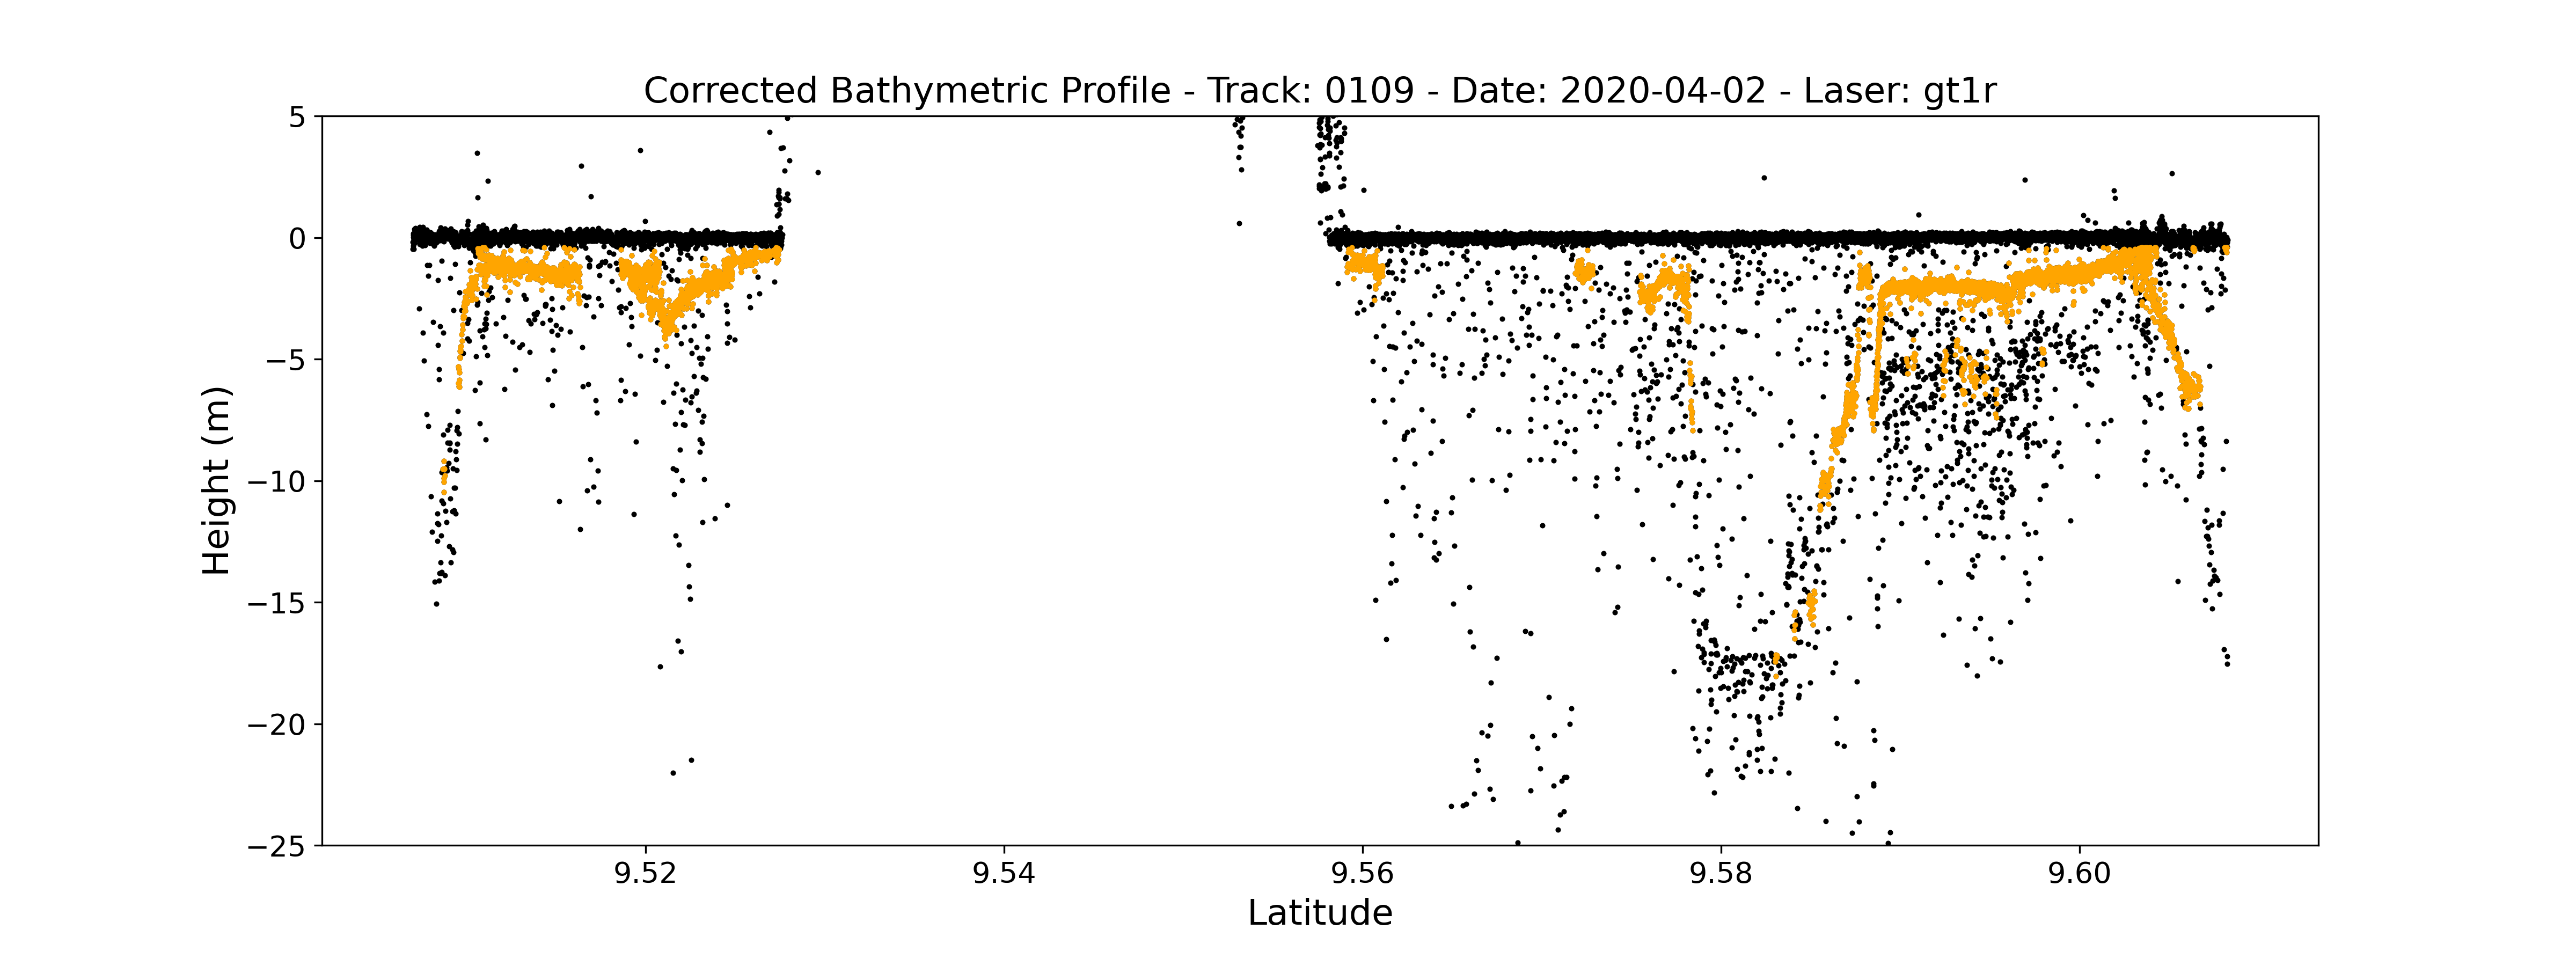 Corrected Bathymetric Profile - Track: 0109 - Date: 2020-04-02 - Laser: gt1r
5
0
−5
−10
−15
−20
−25
Height (m)
9.52 9.54 9.56 9.58 9.60
Latitude